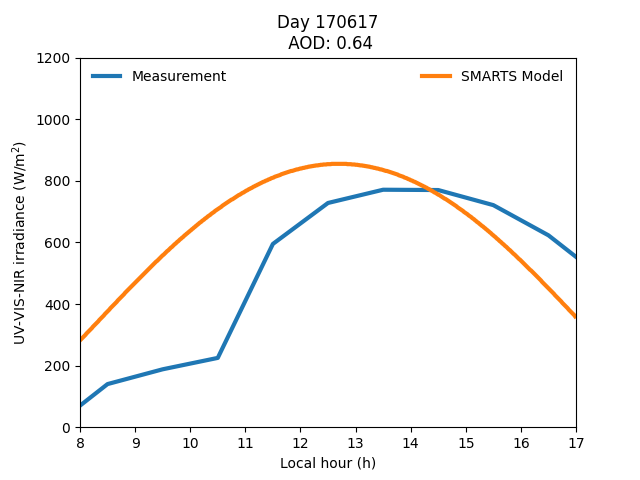 Day 170617
AOD: 0.64
UV-VIS-NIR irradiance (W/m²)
1200
1000
800
600
400
200
0
Measurement
SMARTS Model
8 9 10 11 12 13 14 15 16 17
Local hour (h)